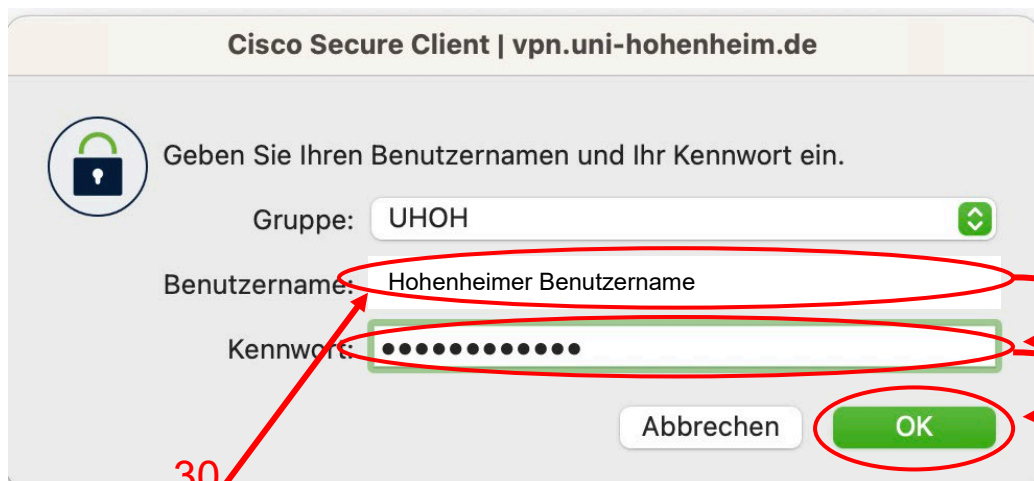 Cisco Secure Client | vpn.uni-hohenheim.de
Geben Sie Ihren Benutzernamen und Ihr Kennwort ein.
Gruppe: UHOH
Benutzername: Hohenheimer Benutzername
Kennwort: ●●●●●●●●●●●●
Abbrechen OK
30